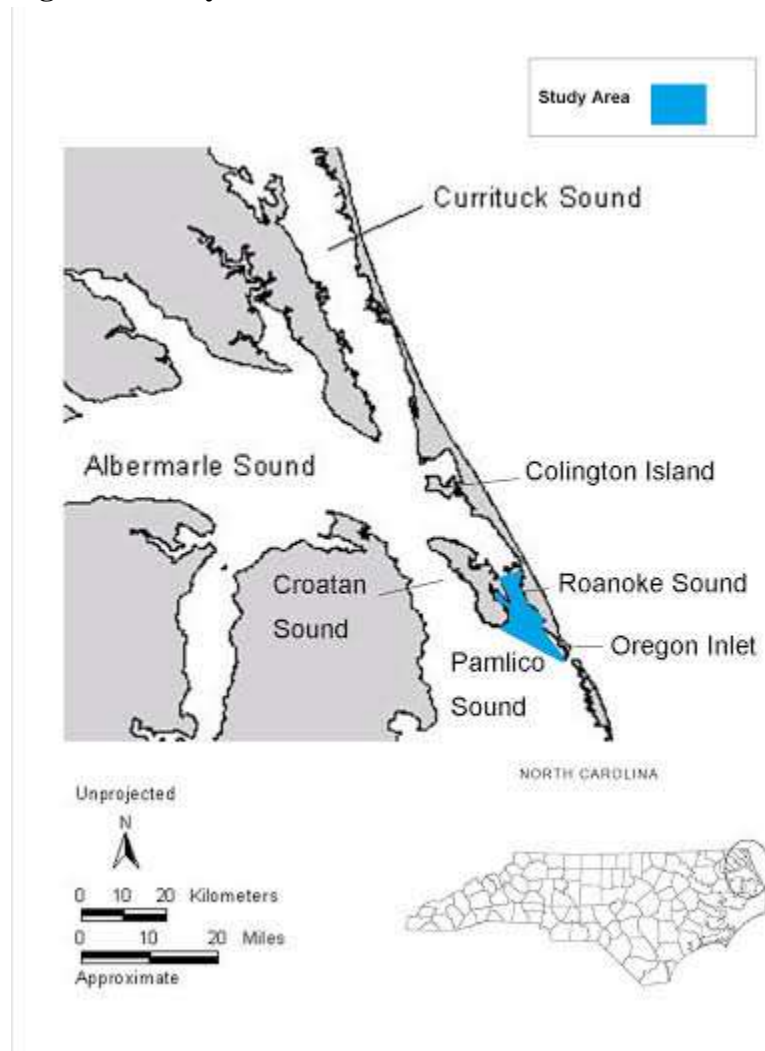 Study Area
Currituck Sound
Albermarle Sound
Colington Island
Croatan
Sound
Roanoke Sound
Oregon Inlet
Pamlico
Sound
NORTH CAROLINA
Unprojected
N
0 10 20 Kilometers
0 10 20 Miles
Approximate